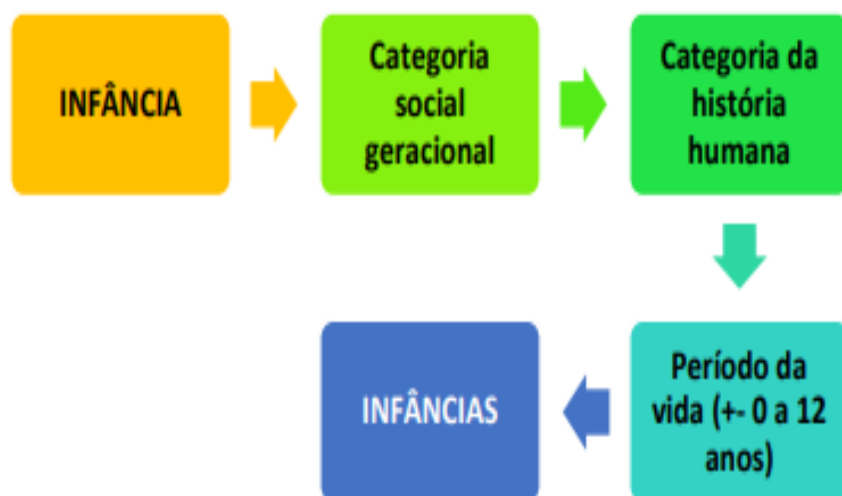 INFÂNCIA
Categoria
social
geracional
Categoria da
história
humana
Período da
vida (+- 0 a 12
anos)
INFÂNCIAS